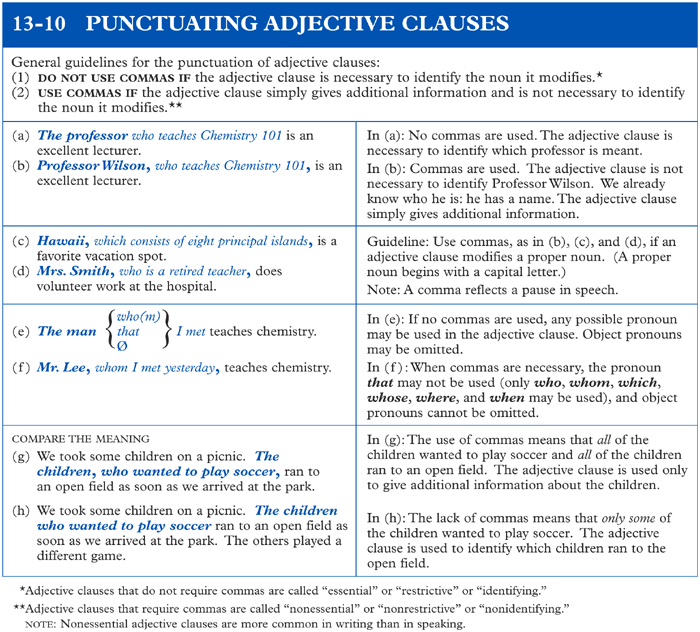 13–10 PUNCTUATING ADJECTIVE CLAUSES
General guidelines for the punctuation of adjective clauses:
(1) DO NOT USE COMMAS IF the adjective clause is necessary to identify the noun it modifies.*
(2) USE COMMAS IF the adjective clause simply gives additional information and is not necessary to identify
the noun it modifies.**
(a) The professor who teaches Chemistry 101 is an
excellent lecturer.
(b) Professor Wilson, who teaches Chemistry 101, is an
excellent lecturer.
In (a): No commas are used. The adjective clause is
necessary to identify which professor is meant.
In (b): Commas are used. The adjective clause is not
necessary to identify Professor Wilson. We already
know who he is: he has a name. The adjective clause
simply gives additional information.
(c) Hawaii, which consists of eight principal islands, is a
favorite vacation spot.
(d) Mrs. Smith, who is a retired teacher, does
volunteer work at the hospital.
Guideline: Use commas, as in (b), (c), and (d), if an
adjective clause modifies a proper noun. (A proper
noun begins with a capital letter.)
Note: A comma reflects a pause in speech.
who(m)
(e) The man { that } I met teaches chemistry.
Ø
(f) Mr. Lee, whom I met yesterday, teaches chemistry.
In (e): If no commas are used, any possible pronoun
may be used in the adjective clause. Object pronouns
may be omitted.
In (f): When commas are necessary, the pronoun
that may not be used (only who, whom, which,
whose, where, and when may be used), and object
pronouns cannot be omitted.
COMPARE THE MEANING
(g) We took some children on a picnic. The
children, who wanted to play soccer, ran to
an open field as soon as we arrived at the park.
(h) We took some children on a picnic. The children
who wanted to play soccer ran to an open field as
soon as we arrived at the park. The others played a
different game.
In (g): The use of commas means that all of the
children wanted to play soccer and all of the children
ran to an open field. The adjective clause is used only
to give additional information about the children.
In (h): The lack of commas means that only some of
the children wanted to play soccer. The adjective
clause is used to identify which children ran to the
open field.
*Adjective clauses that do not require commas are called “essential” or “restrictive” or “identifying.”
**Adjective clauses that require commas are called “nonessential” or “nonrestrictive” or “nonidentifying.”
NOTE: Nonessential adjective clauses are more common in writing than in speaking.